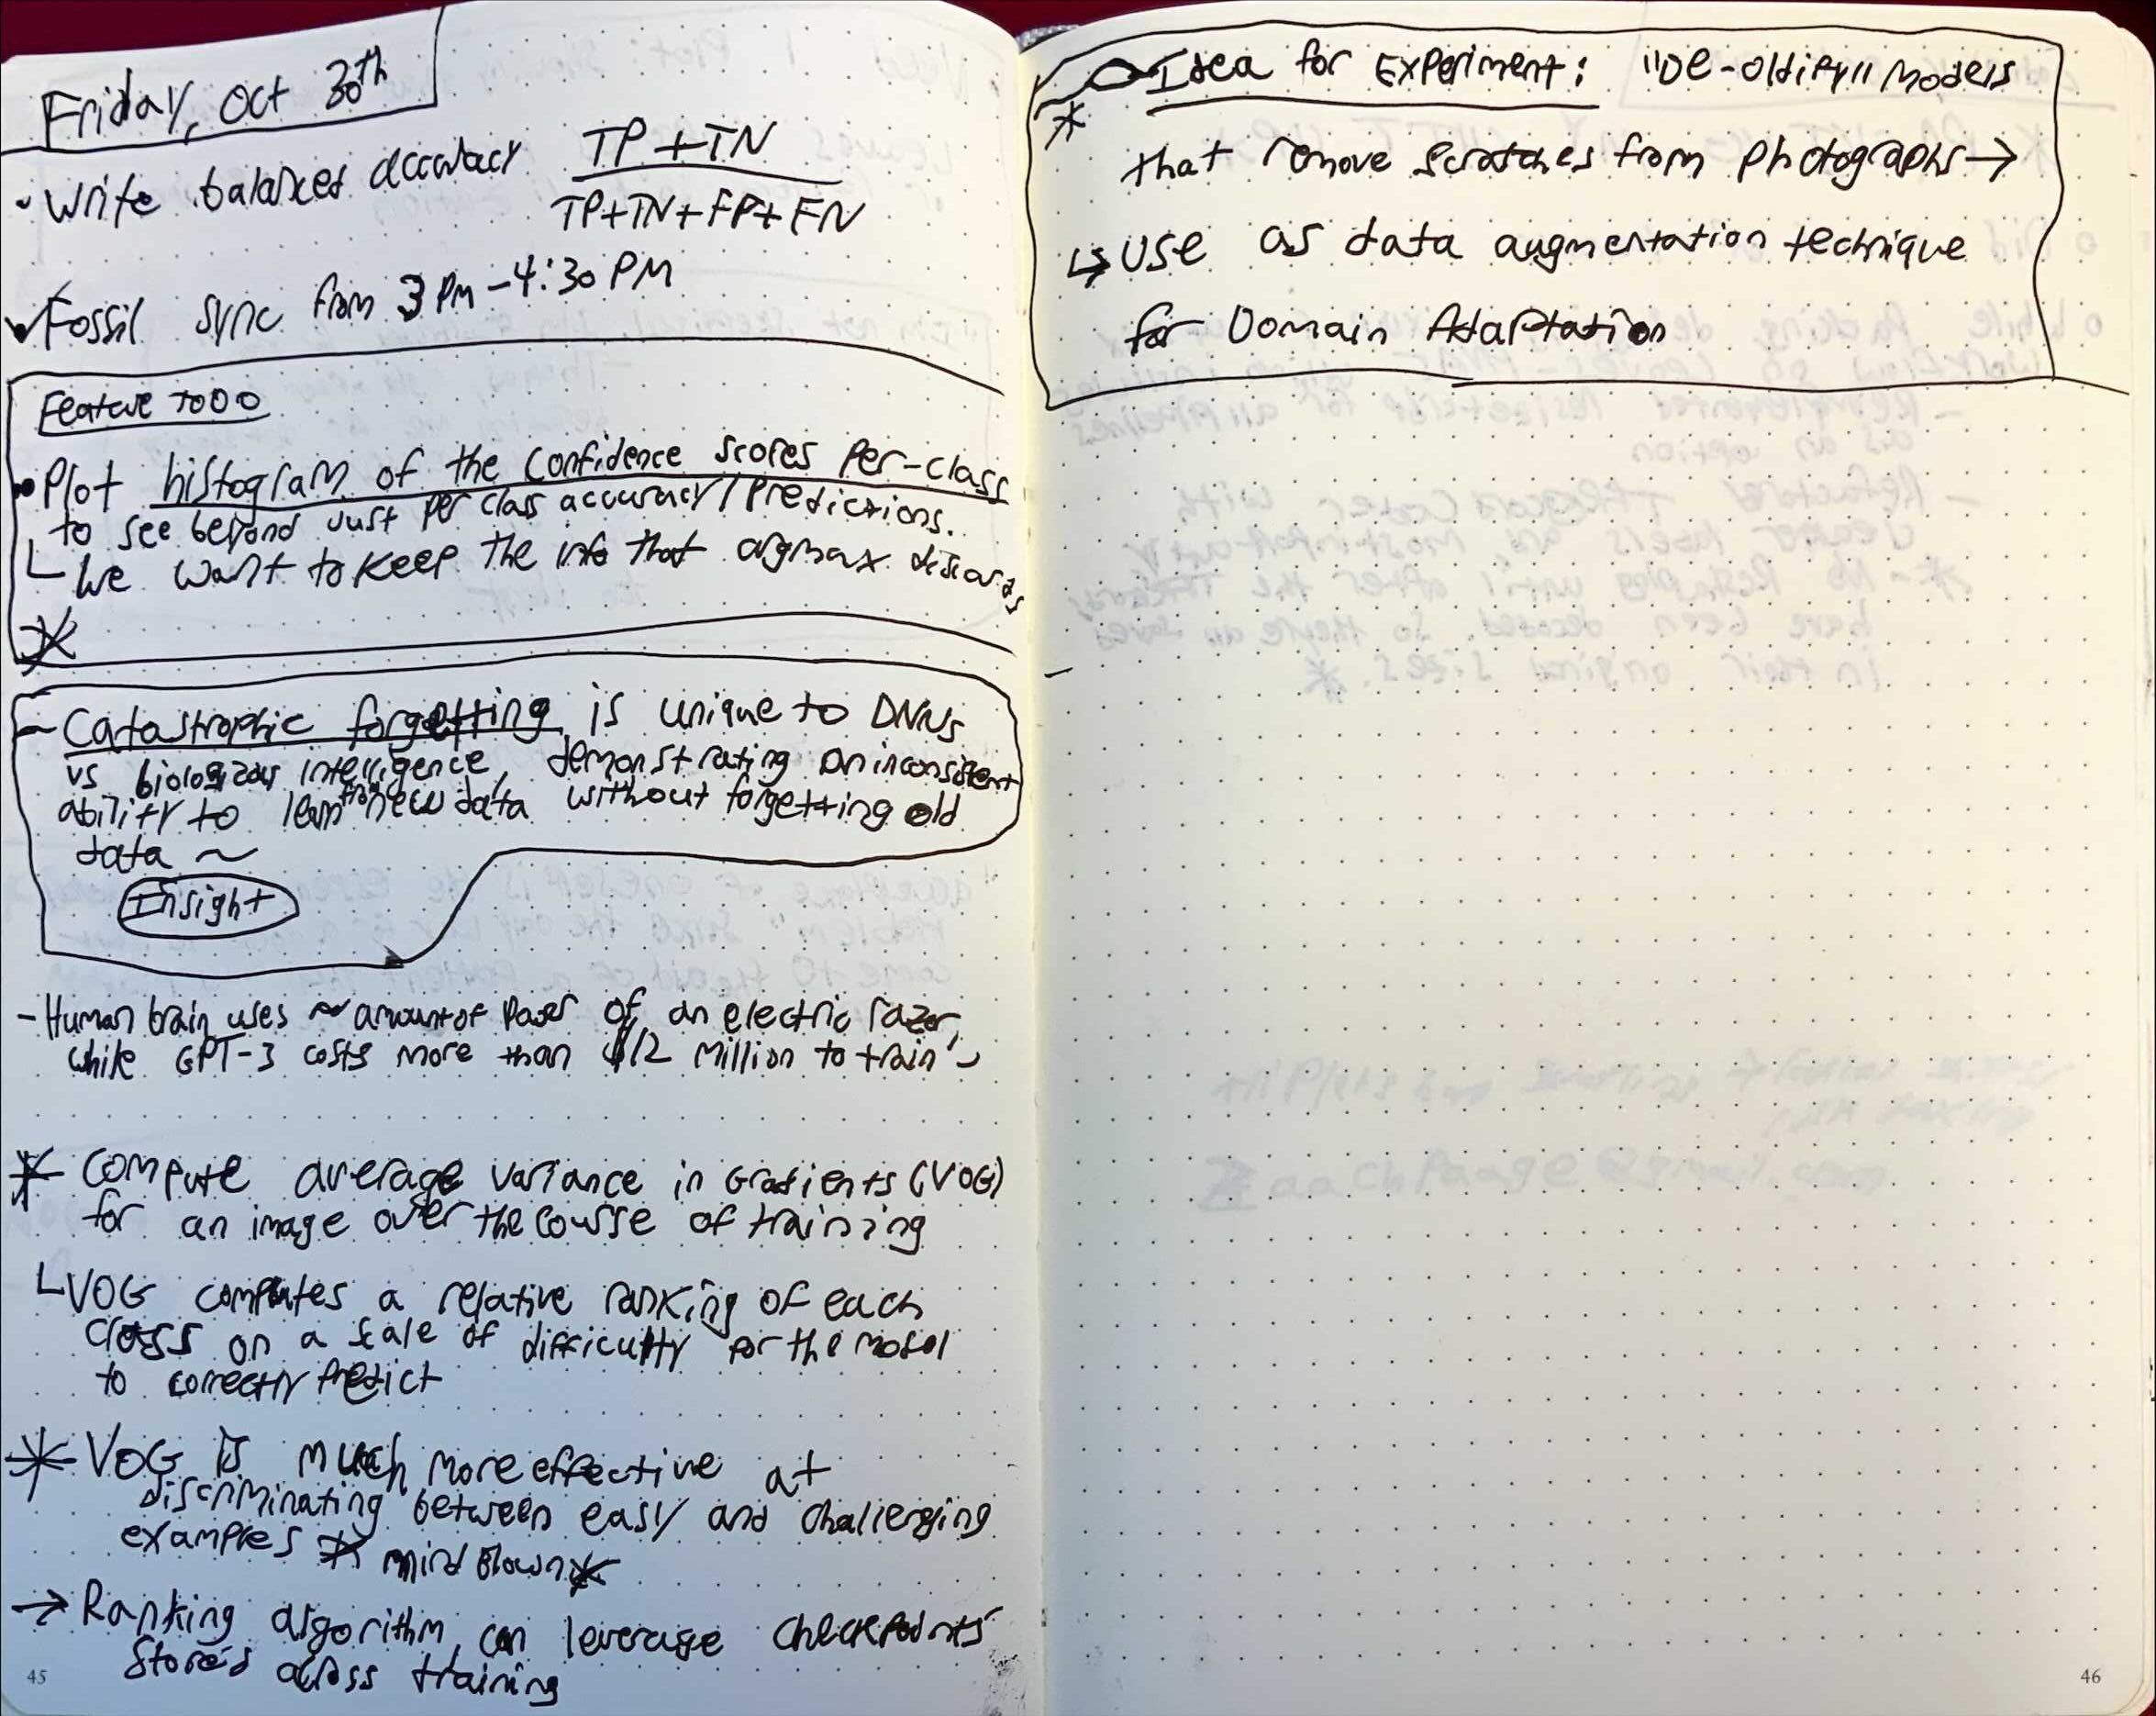 Friday, Oct 30th
- Write balanced accuracy TP+TN
TP+TN+FP+FN
✓ Fossil sync from 3 PM - 4:30 PM
Feature TODO
• Plot histogram of the confidence scores per-class
to see beyond just per class accuracy/predictions.
└ We want to keep the info that argmax discards
*
~ Catastrophic forgetting is unique to DNNs
vs biological intelligence, demonstrating an inconsistent
ability to learn from new data without forgetting old
data ~
Insight
- Human brain uses ~ amount of power of an electric razor,
while GPT-3 costs more than $12 million to train
* Compute average variance in Gradients (VOG)
for an image over the course of training
└ VOG computes a relative ranking of each
class on a scale of difficulty for the model
to correctly predict
* VOG is much more effective at
discriminating between easy and challenging
examples * mind blown *
→ Ranking algorithm can leverage checkpoints
stored across training
45
Idea for Experiment: "De-oldify" Models
*
that remove scratches from photographs →
↳ Use as data augmentation technique
for Domain Adaptation
46